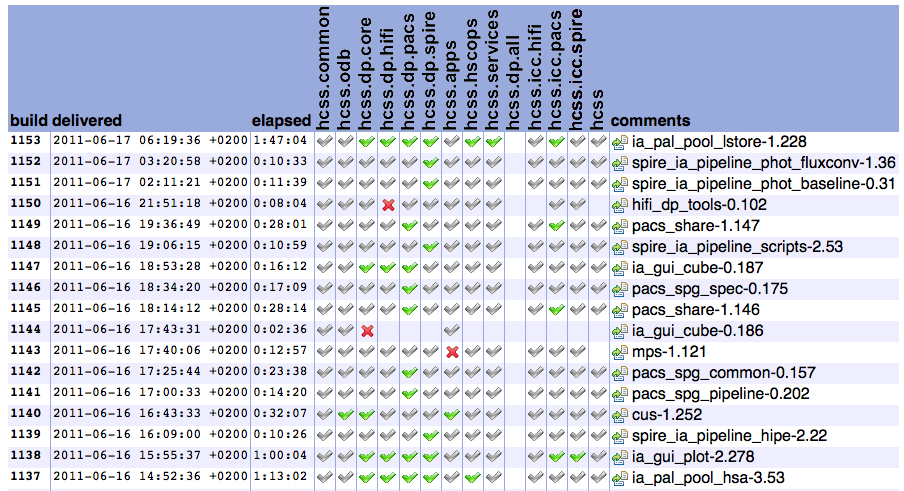 build delivered elapsed hcss.common hcss.odb hcss.dp.core hcss.dp.hifi hcss.dp.pacs hcss.dp.spire hcss.apps hcss.hscops hcss.services hcss.dp.all hcss.icc.hifi hcss.icc.pacs hcss.icc.spire hcss comments
1153 2011-06-17 06:19:36 +0200 1:47:04 ia_pal_pool_lstore-1.228
1152 2011-06-17 03:20:58 +0200 0:10:33 spire_ia_pipeline_phot_fluxconv-1.36
1151 2011-06-17 02:11:21 +0200 0:11:39 spire_ia_pipeline_phot_baseline-0.31
1150 2011-06-16 21:51:18 +0200 0:08:04 hifi_dp_tools-0.102
1149 2011-06-16 19:36:49 +0200 0:28:01 pacs_share-1.147
1148 2011-06-16 19:06:15 +0200 0:10:59 spire_ia_pipeline_scripts-2.53
1147 2011-06-16 18:53:28 +0200 0:16:12 ia_gui_cube-0.187
1146 2011-06-16 18:34:20 +0200 0:17:09 pacs_spg_spec-0.175
1145 2011-06-16 18:14:12 +0200 0:28:14 pacs_share-1.146
1144 2011-06-16 17:43:31 +0200 0:02:36 ia_gui_cube-0.186
1143 2011-06-16 17:40:06 +0200 0:12:57 mps-1.121
1142 2011-06-16 17:25:44 +0200 0:23:38 pacs_spg_common-0.157
1141 2011-06-16 17:00:33 +0200 0:14:20 pacs_spg_pipeline-0.202
1140 2011-06-16 16:43:33 +0200 0:32:07 cus-1.252
1139 2011-06-16 16:09:00 +0200 0:10:26 spire_ia_pipeline_hipe-2.22
1138 2011-06-16 15:55:37 +0200 1:00:04 ia_gui_plot-2.278
1137 2011-06-16 14:52:36 +0200 1:13:02 ia_pal_pool_hsa-3.53